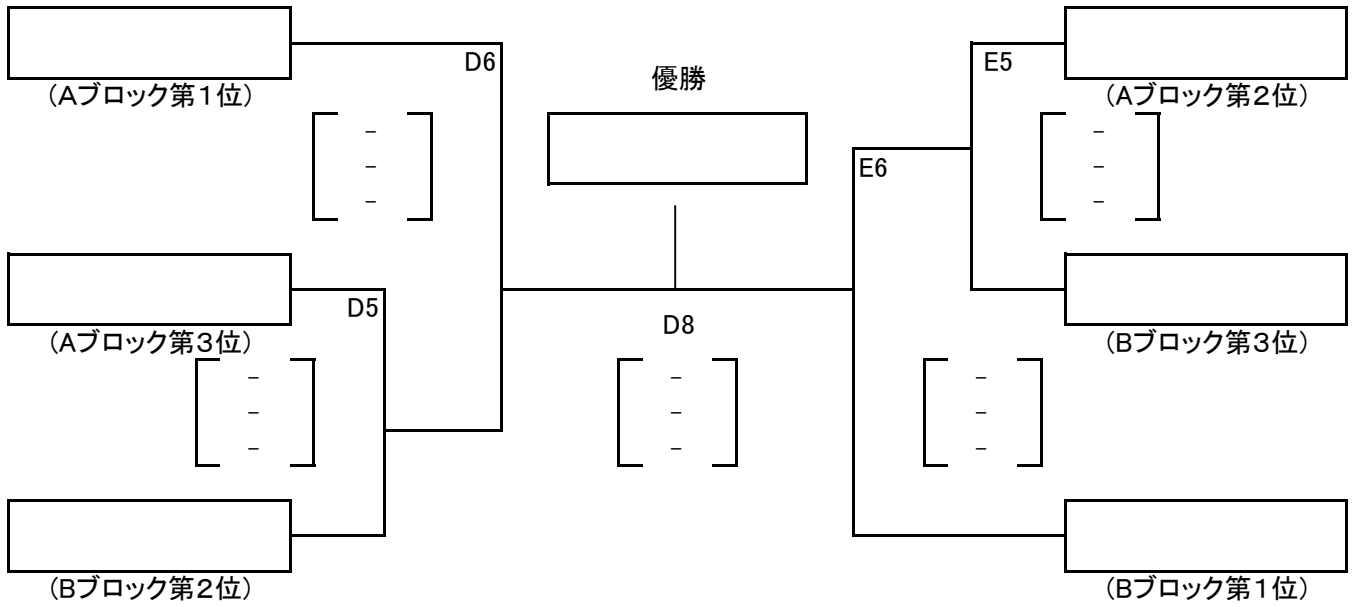 D6
E5
優勝
(Aブロック第1位)
(Aブロック第2位)
-
-
-
-
-
-
E6
D5
D8
(Aブロック第3位)
(Bブロック第3位)
-
-
-
-
-
-
-
-
-
(Bブロック第2位)
(Bブロック第1位)